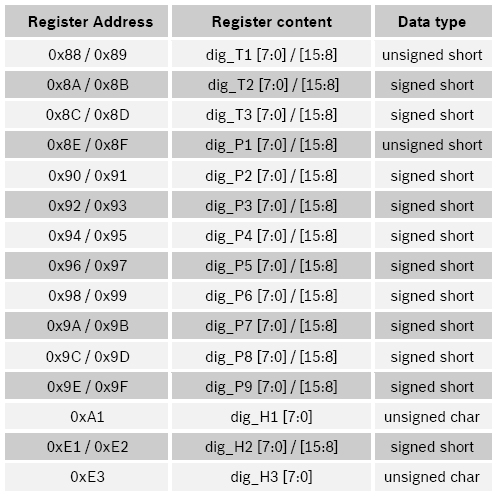 Register Address Register content Data type
0x88 / 0x89 dig_T1 [7:0] / [15:8] unsigned short
0x8A / 0x8B dig_T2 [7:0] / [15:8] signed short
0x8C / 0x8D dig_T3 [7:0] / [15:8] signed short
0x8E / 0x8F dig_P1 [7:0] / [15:8] unsigned short
0x90 / 0x91 dig_P2 [7:0] / [15:8] signed short
0x92 / 0x93 dig_P3 [7:0] / [15:8] signed short
0x94 / 0x95 dig_P4 [7:0] / [15:8] signed short
0x96 / 0x97 dig_P5 [7:0] / [15:8] signed short
0x98 / 0x99 dig_P6 [7:0] / [15:8] signed short
0x9A / 0x9B dig_P7 [7:0] / [15:8] signed short
0x9C / 0x9D dig_P8 [7:0] / [15:8] signed short
0x9E / 0x9F dig_P9 [7:0] / [15:8] signed short
0xA1 dig_H1 [7:0] unsigned char
0xE1 / 0xE2 dig_H2 [7:0] / [15:8] signed short
0xE3 dig_H3 [7:0] unsigned char